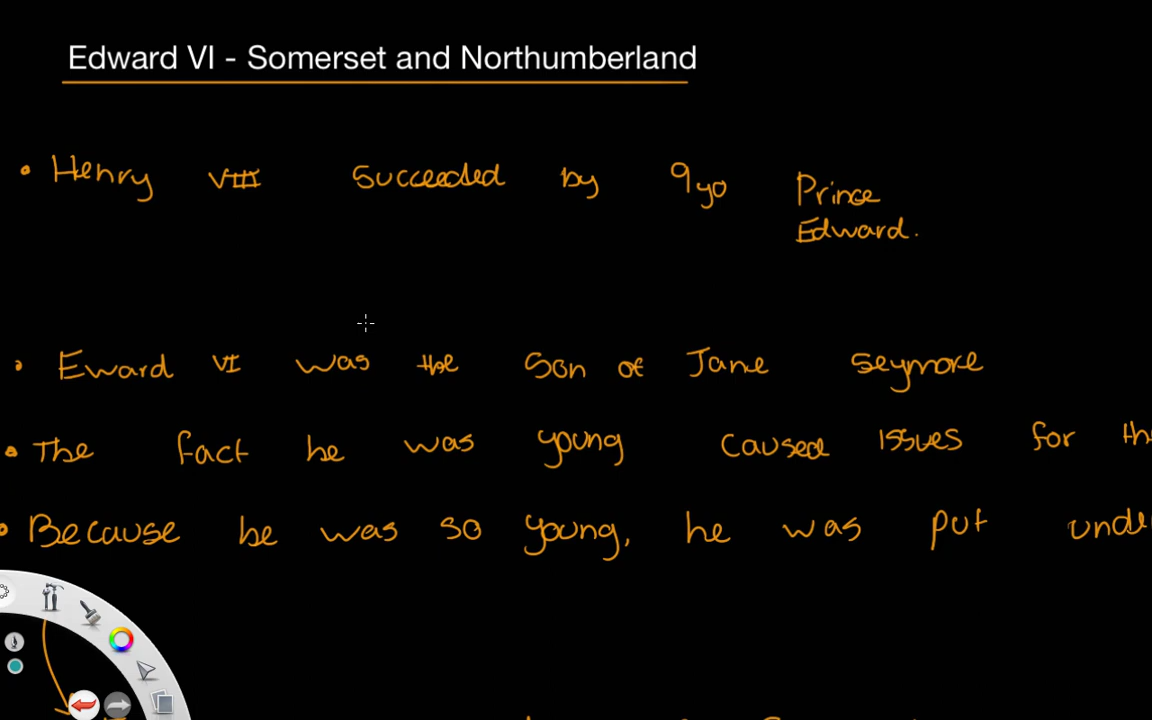 Edward VI - Somerset and Northumberland
• Henry VIII succeeded by 9yo Prince
Edward.
• Eward VI was the son of Jane Seymore
• The fact he was young caused issues for th
• Because he was so young, he was put unde